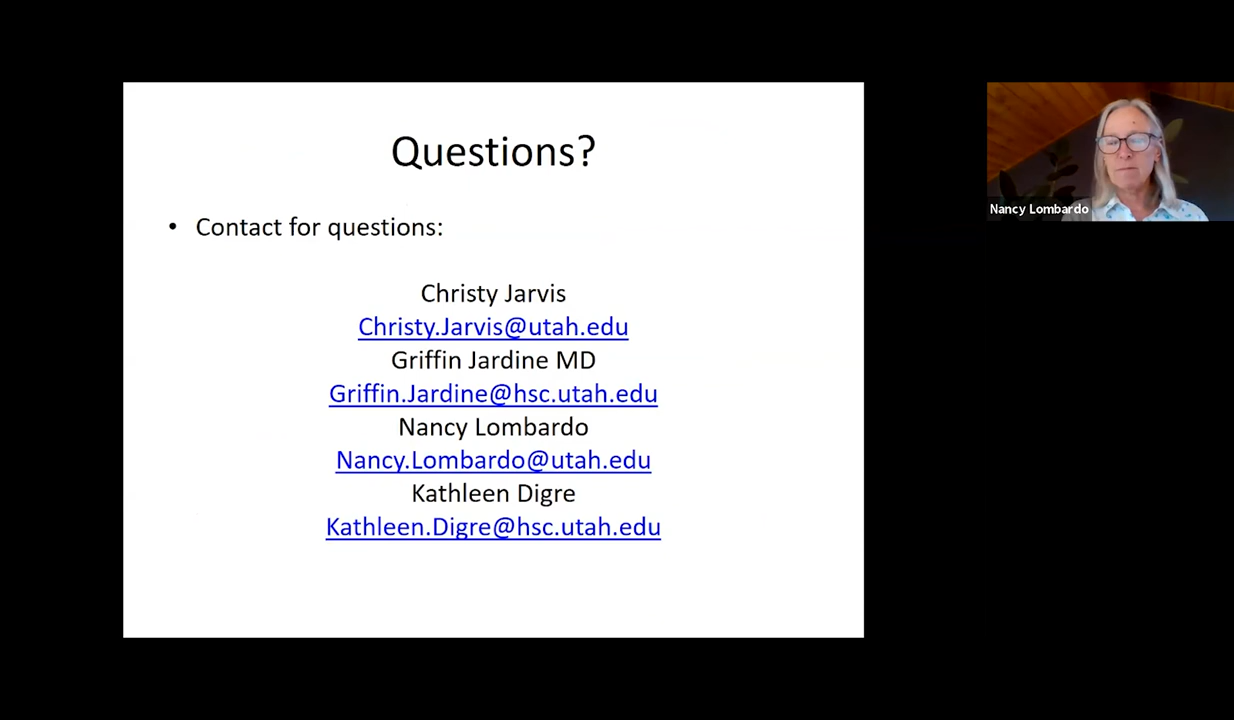 Questions?
• Contact for questions:
Christy Jarvis
Christy.Jarvis@utah.edu
Griffin Jardine MD
Griffin.Jardine@hsc.utah.edu
Nancy Lombardo
Nancy.Lombardo@utah.edu
Kathleen Digre
Kathleen.Digre@hsc.utah.edu
Nancy Lombardo